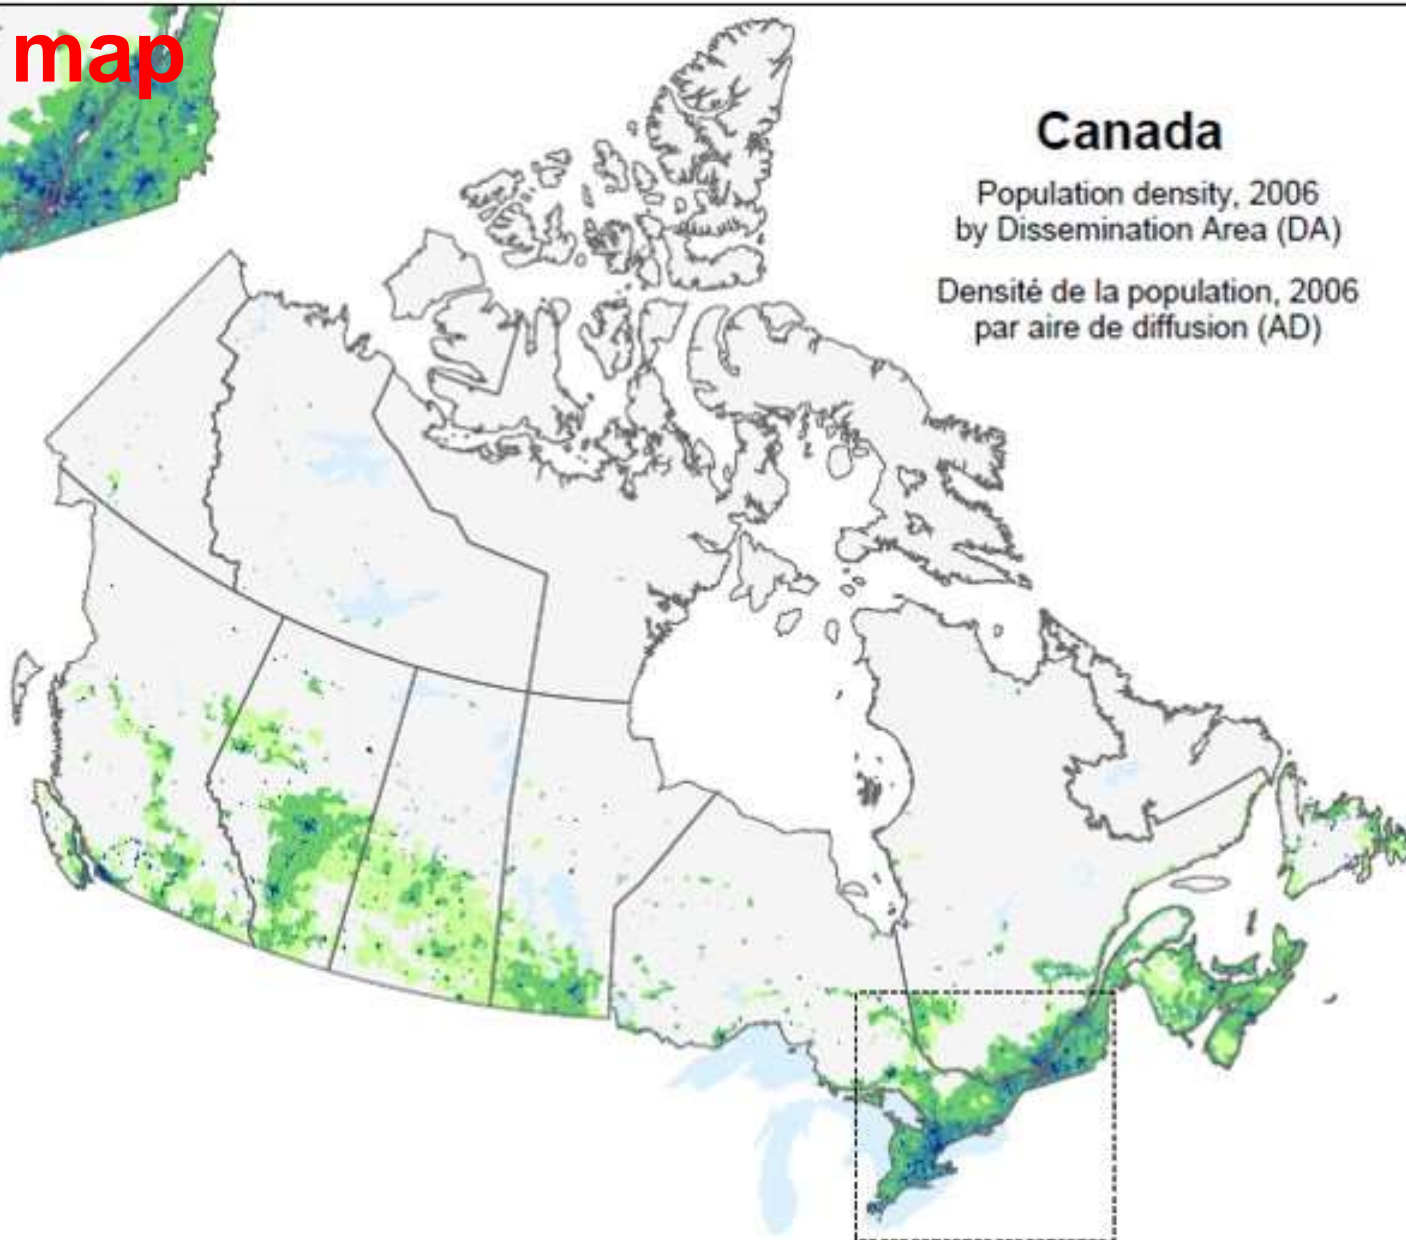 map
Canada
Population density, 2006
by Dissemination Area (DA)
Densité de la population, 2006
par aire de diffusion (AD)